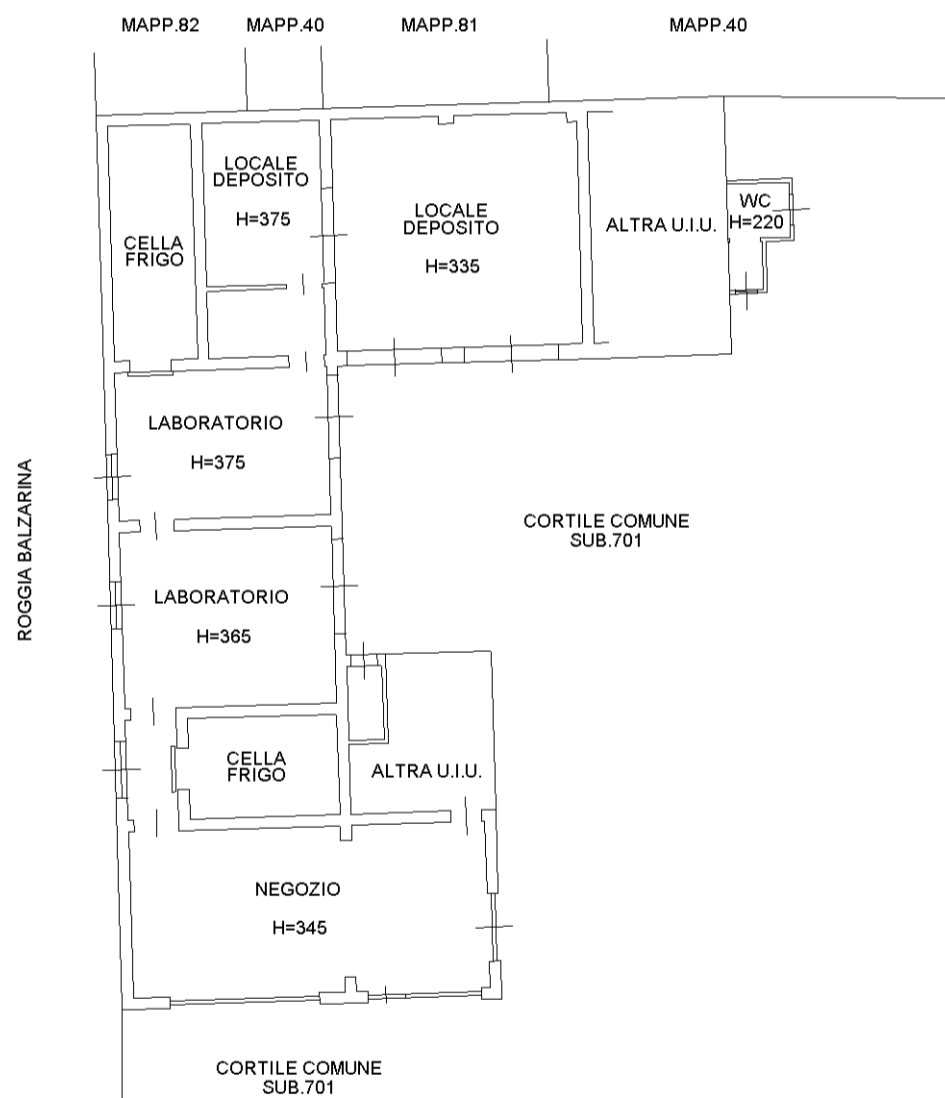 MAPP.82
MAPP.40
MAPP.81
MAPP.40
LOCALE
DEPOSITO
H=375
CELLA
FRIGO
LOCALE
DEPOSITO
H=335
ALTRA U.I.U.
WC
H=220
LABORATORIO
H=375
ROGGIA BALZARINA
CORTILE COMUNE
SUB.701
LABORATORIO
H=365
CELLA
FRIGO
ALTRA U.I.U.
NEGOZIO
H=345
CORTILE COMUNE
SUB.701